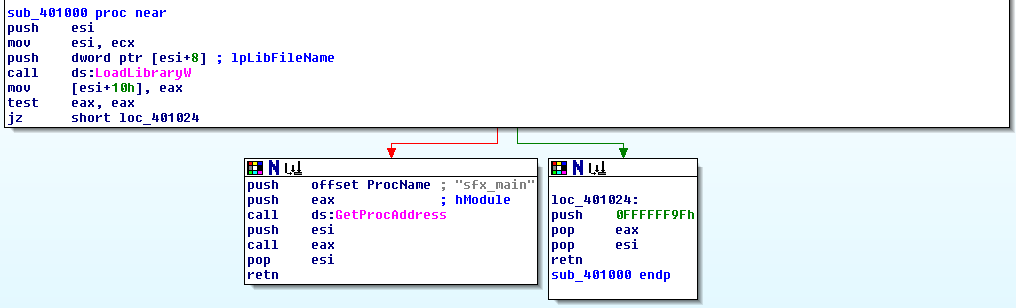 sub_401000 proc near
push esi
mov esi, ecx
push dword ptr [esi+8] ; lpLibFileName
call ds:LoadLibraryW
mov [esi+10h], eax
test eax, eax
jz short loc_401024
push offset ProcName ; "sfx_main"
push eax ; hModule
call ds:GetProcAddress
push esi
call eax
pop esi
retn
loc_401024:
push 0FFFFFF9Fh
pop eax
pop esi
retn
sub_401000 endp